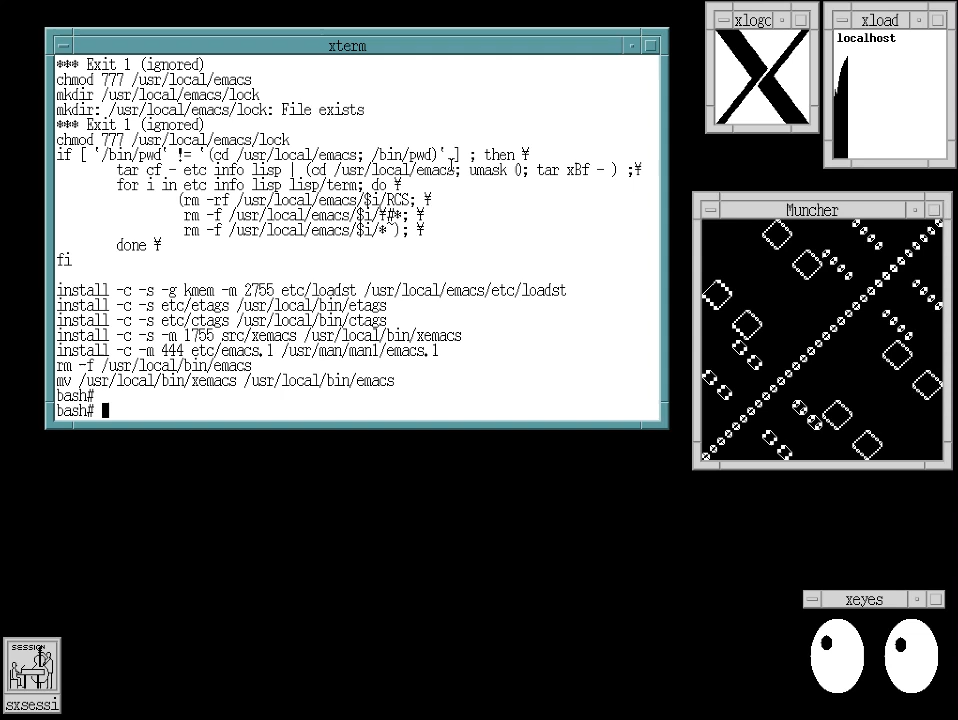 xterm
*** Exit 1 (ignored)
chmod 777 /usr/local/emacs
mkdir /usr/local/emacs/lock
mkdir: /usr/local/emacs/lock: File exists
*** Exit 1 (ignored)
chmod 777 /usr/local/emacs/lock
if [ `/bin/pwd` != `(cd /usr/local/emacs; /bin/pwd)` ] ; then ¥
tar cf - etc info lisp | (cd /usr/local/emacs; umask 0; tar xBf - ) ;¥
for i in etc info lisp lisp/term; do ¥
(rm -rf /usr/local/emacs/$i/RCS; ¥
rm -f /usr/local/emacs/$i/¥#*; ¥
rm -f /usr/local/emacs/$i/*~); ¥
done ¥
fi
install -c -s -g kmem -m 2755 etc/loadst /usr/local/emacs/etc/loadst
install -c -s etc/etags /usr/local/bin/etags
install -c -s etc/ctags /usr/local/bin/ctags
install -c -s -m 1755 src/xemacs /usr/local/bin/xemacs
install -c -m 444 etc/emacs.1 /usr/man/man1/emacs.1
rm -f /usr/local/bin/emacs
mv /usr/local/bin/xemacs /usr/local/bin/emacs
bash#
bash#
xlogo
xload
localhost
Muncher
xeyes
SESSION
sxsessi